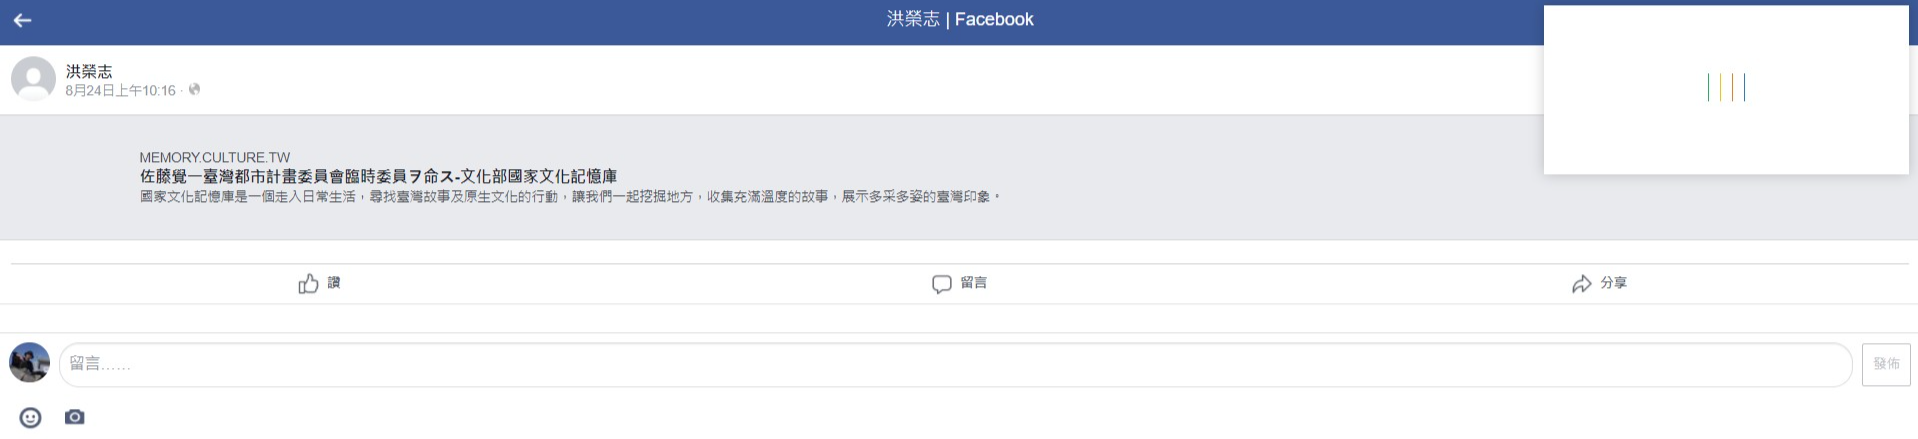 洪榮志 | Facebook
洪榮志
8月24日上午10:16 ·
MEMORY.CULTURE.TW
佐藤覺一臺灣都市計畫委員會臨時委員ヲ命ス-文化部國家文化記憶庫
國家文化記憶庫是一個走入日常生活，尋找臺灣故事及原生文化的行動，讓我們一起挖掘地方，收集充滿溫度的故事，展示多采多姿的臺灣印象。
讚
留言
分享
留言......
發佈